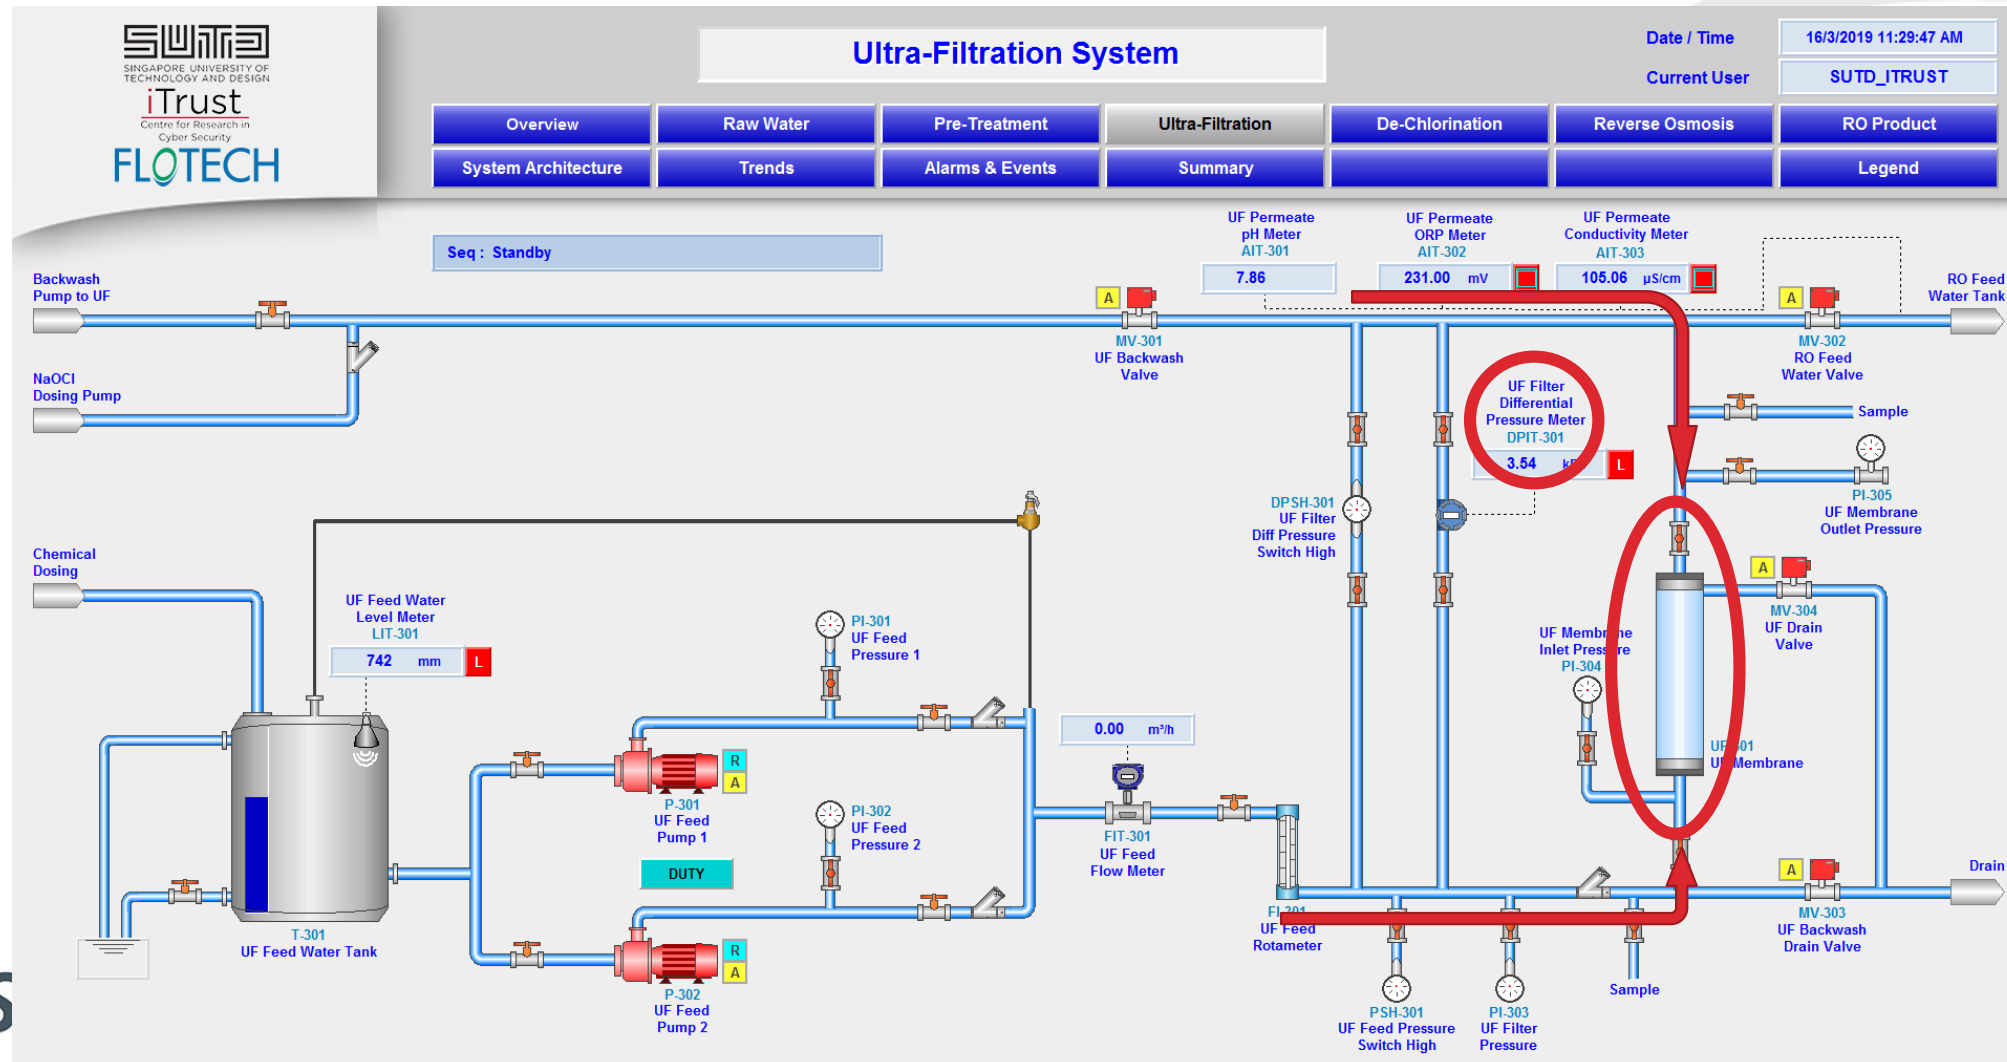 SUTD
SINGAPORE UNIVERSITY OF
TECHNOLOGY AND DESIGN
iTrust
Centre for Research in
Cyber Security
FLOTECH
Ultra-Filtration System
Date / Time
16/3/2019 11:29:47 AM
Current User
SUTD_ITRUST
Overview
Raw Water
Pre-Treatment
Ultra-Filtration
De-Chlorination
Reverse Osmosis
RO Product
System Architecture
Trends
Alarms & Events
Summary
Legend
Seq : Standby
UF Permeate
pH Meter
AIT-301
7.86
UF Permeate
ORP Meter
AIT-302
231.00 mV
UF Permeate
Conductivity Meter
AIT-303
105.06 µS/cm
Backwash
Pump to UF
NaOCl
Dosing Pump
A
MV-301
UF Backwash
Valve
A
MV-302
RO Feed
Water Valve
RO Feed
Water Tank
UF Filter
Differential
Pressure Meter
DPIT-301
3.54
L
Sample
PI-305
UF Membrane
Outlet Pressure
DPSH-301
UF Filter
Diff Pressure
Switch High
Chemical
Dosing
UF Feed Water
Level Meter
LIT-301
742 mm
L
PI-301
UF Feed
Pressure 1
A
MV-304
UF Drain
Valve
UF Membrane
Inlet Pressure
PI-304
0.00 m³/h
UF-301
UF Membrane
R
A
P-301
UF Feed
Pump 1
PI-302
UF Feed
Pressure 2
FIT-301
UF Feed
Flow Meter
DUTY
A
MV-303
UF Backwash
Drain Valve
Drain
T-301
UF Feed Water Tank
FI-301
UF Feed
Rotameter
R
A
P-302
UF Feed
Pump 2
PSH-301
UF Feed Pressure
Switch High
PI-303
UF Filter
Pressure
Sample